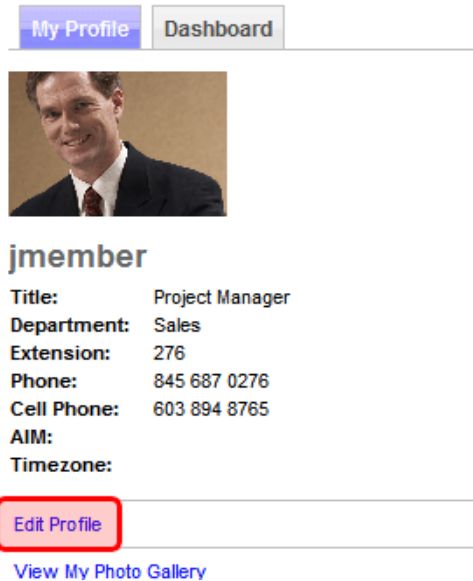 My Profile Dashboard
jmember
Title: Project Manager
Department: Sales
Extension: 276
Phone: 845 687 0276
Cell Phone: 603 894 8765
AIM:
Timezone:
Edit Profile
View My Photo Gallery